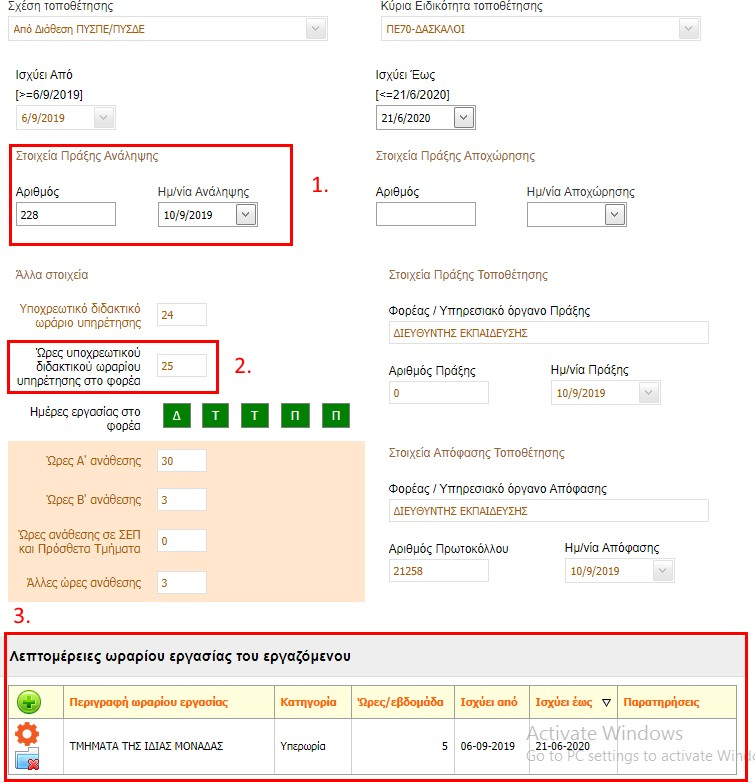 Σχέση τοποθέτησης
Κύρια Ειδικότητα τοποθέτησης
Από Διάθεση ΠΥΣΠΕ/ΠΥΣΔΕ
ΠΕ70-ΔΑΣΚΑΛΟΙ
Ισχύει Από
Ισχύει Έως
[>=6/9/2019]
[<=21/6/2020]
6/9/2019
21/6/2020
Στοιχεία Πράξης Ανάληψης
Στοιχεία Πράξης Αποχώρησης
1.
Αριθμός
Ημ/νία Ανάληψης
Αριθμός
Ημ/νία Αποχώρησης
228
10/9/2019
Άλλα στοιχεία
Στοιχεία Πράξης Τοποθέτησης
Υποχρεωτικό διδακτικό
ωράριο υπηρέτησης
24
Φορέας / Υπηρεσιακό όργανο Πράξης
ΔΙΕΥΘΥΝΤΗΣ ΕΚΠΑΙΔΕΥΣΗΣ
Ώρες υποχρεωτικού
διδακτικού ωραρίου
υπηρέτησης στο φορέα
25
2.
Αριθμός Πράξης
Ημ/νία Πράξης
0
10/9/2019
Ημέρες εργασίας στο
φορέα
Δ Τ Τ Π Π
Στοιχεία Απόφασης Τοποθέτησης
Ώρες Α' ανάθεσης
30
Φορέας / Υπηρεσιακό όργανο Απόφασης
Ώρες Β' ανάθεσης
3
ΔΙΕΥΘΥΝΤΗΣ ΕΚΠΑΙΔΕΥΣΗΣ
Ώρες ανάθεσης σε ΣΕΠ
και Πρόσθετα Τμήματα
0
Αριθμός Πρωτοκόλλου
Ημ/νία Απόφασης
21258
10/9/2019
Άλλες ώρες ανάθεσης
3
3.
Λεπτομέρειες ωραρίου εργασίας του εργαζόμενου
Περιγραφή ωραρίου εργασίας Κατηγορία Ώρες/εβδομάδα Ισχύει από Ισχύει έως Παρατηρήσεις
ΤΜΗΜΑΤΑ ΤΗΣ ΙΔΙΑΣ ΜΟΝΑΔΑΣ Υπερωρία 5 06-09-2019 21-06-2020
Activate Windows
Go to PC settings to activate Wind